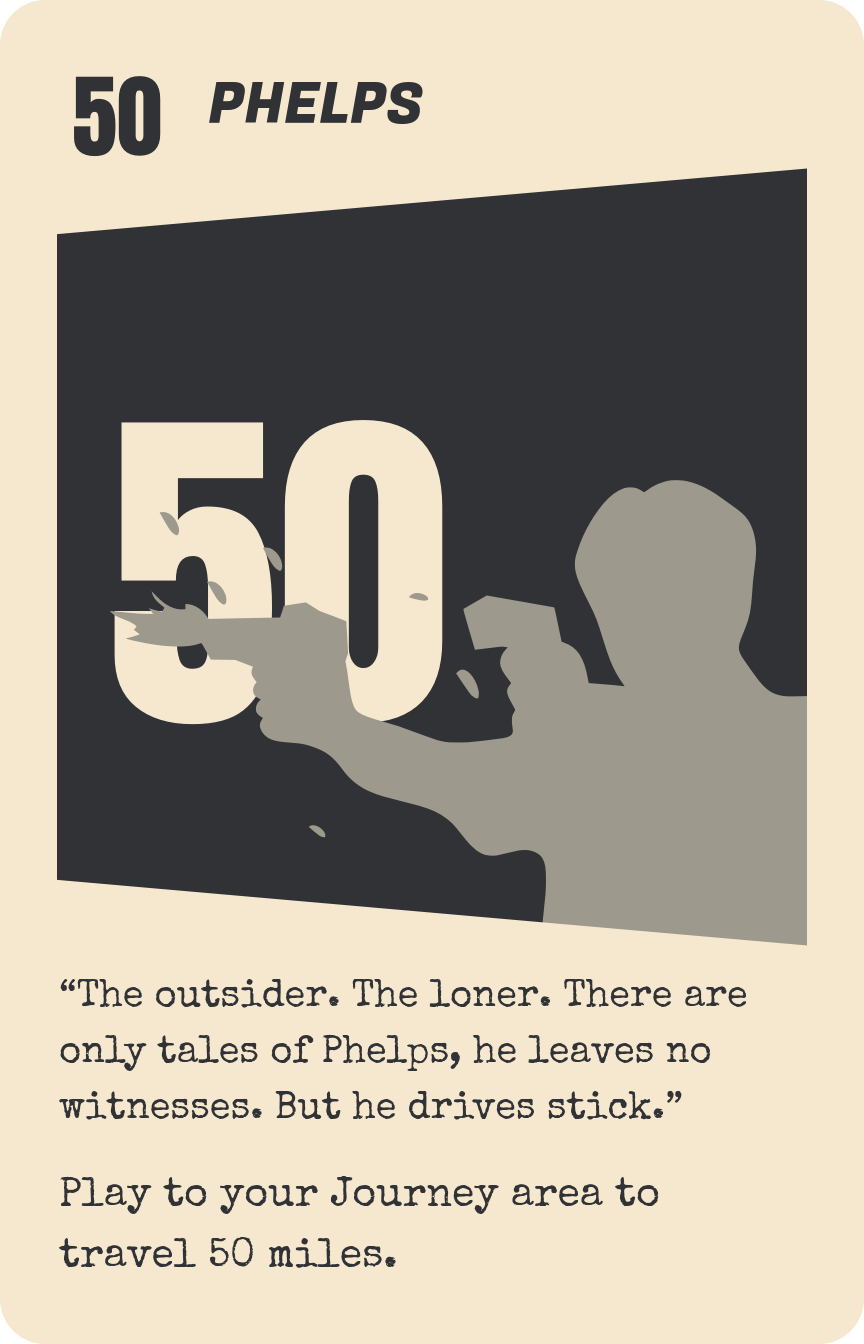 50 PHELPS
50
“The outsider. The loner. There are
only tales of Phelps, he leaves no
witnesses. But he drives stick.”
Play to your Journey area to
travel 50 miles.